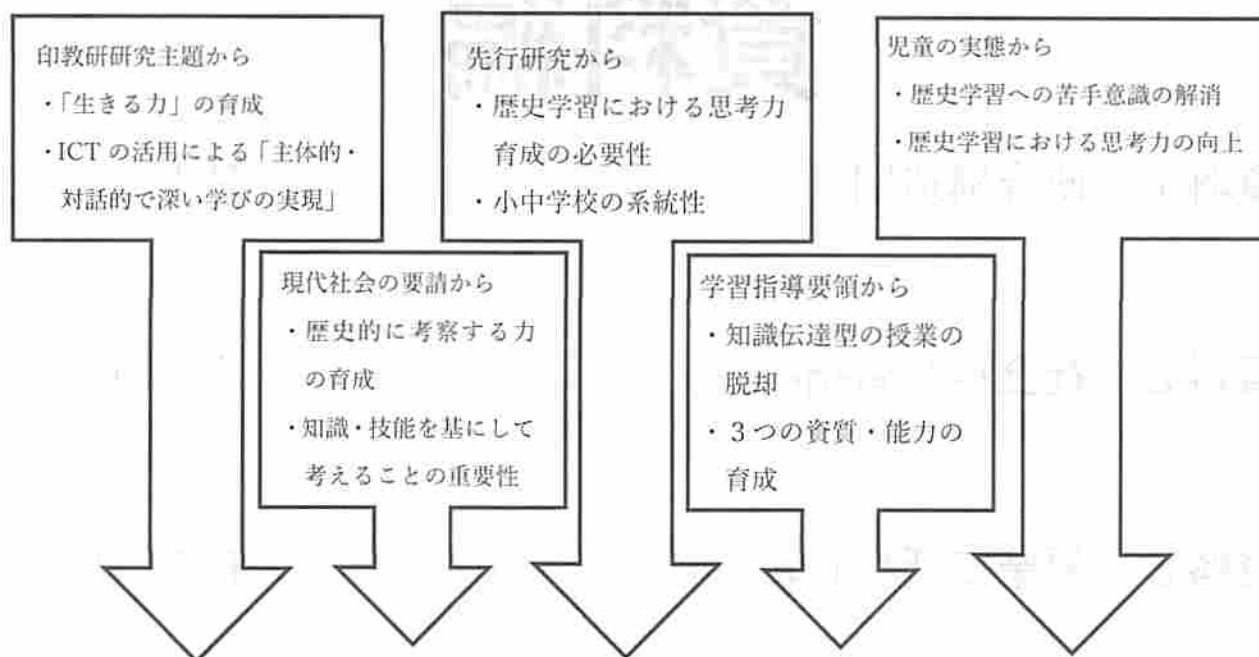 印教研研究主題から
・「生きる力」の育成
・ICT の活用による「主体的・
対話的で深い学びの実現」
先行研究から
・歴史学習における思考力
育成の必要性
・小中学校の系統性
児童の実態から
・歴史学習への苦手意識の解消
・歴史学習における思考力の向上
現代社会の要請から
・歴史的に考察する力
の育成
・知識・技能を基にして
考えることの重要性
学習指導要領から
・知識伝達型の授業の
脱却
・３つの資質・能力の
育成